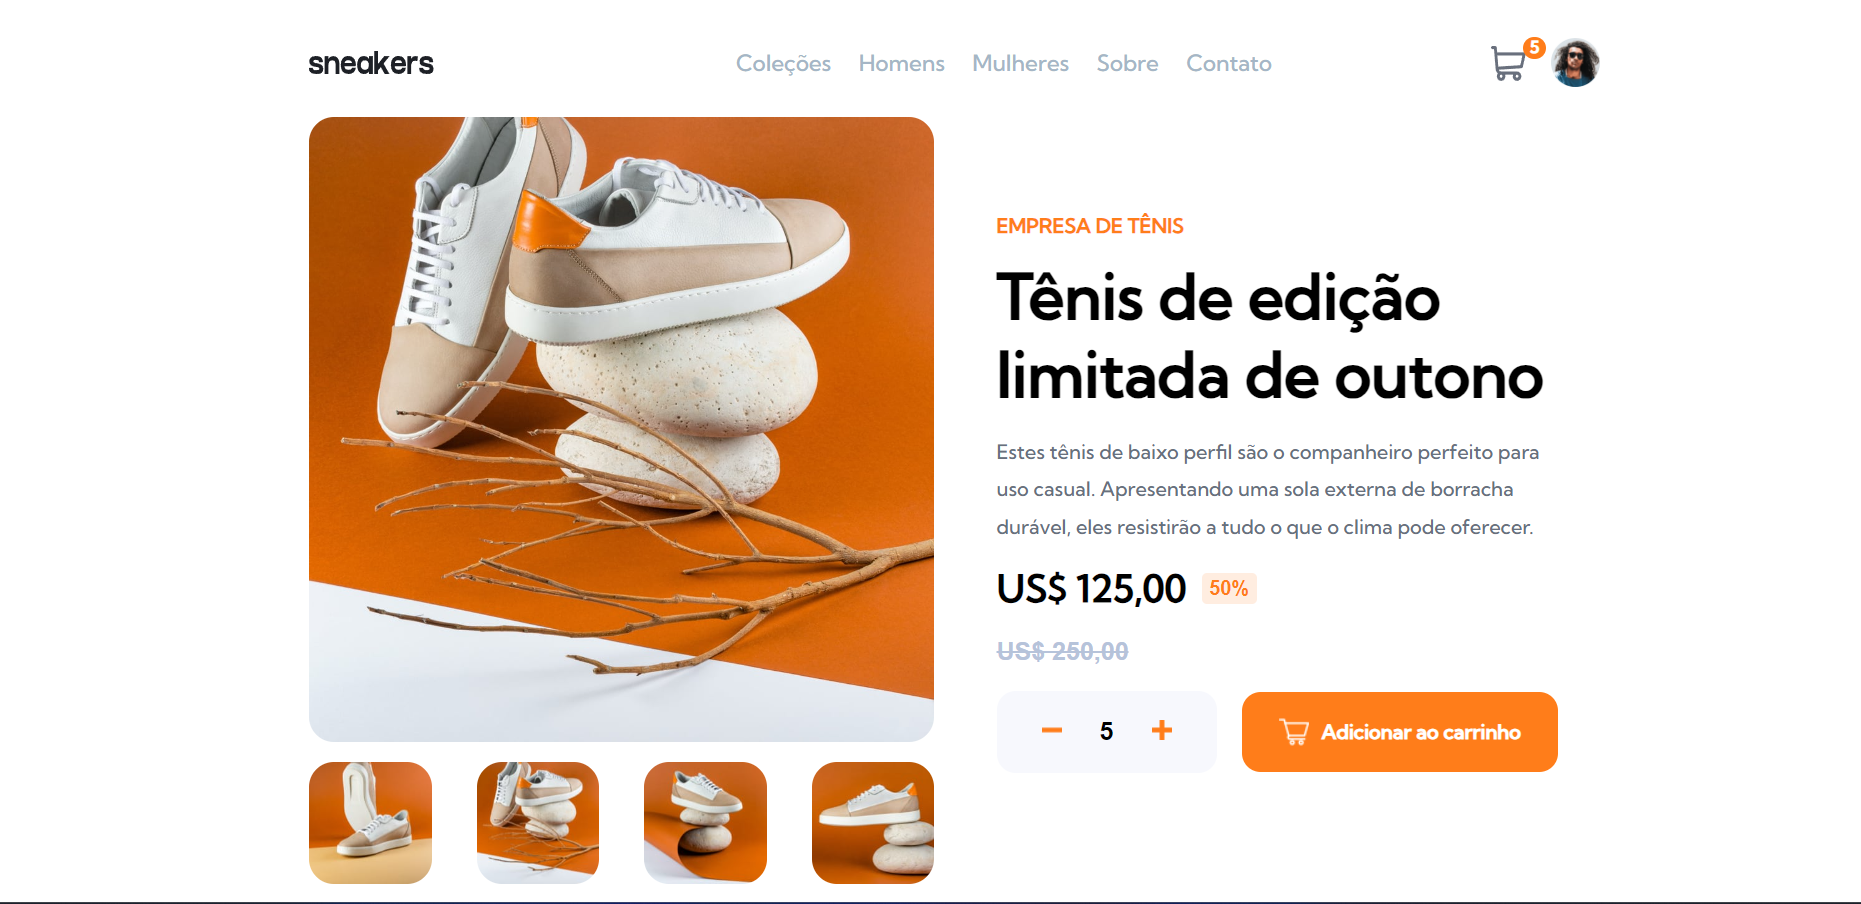 sneakers
Coleções Homens Mulheres Sobre Contato
5
EMPRESA DE TÊNIS
Tênis de edição
limitada de outono
Estes tênis de baixo perfil são o companheiro perfeito para
uso casual. Apresentando uma sola externa de borracha
durável, eles resistirão a tudo o que o clima pode oferecer.
US$ 125,00 50%
US$ 250,00
5
Adicionar ao carrinho